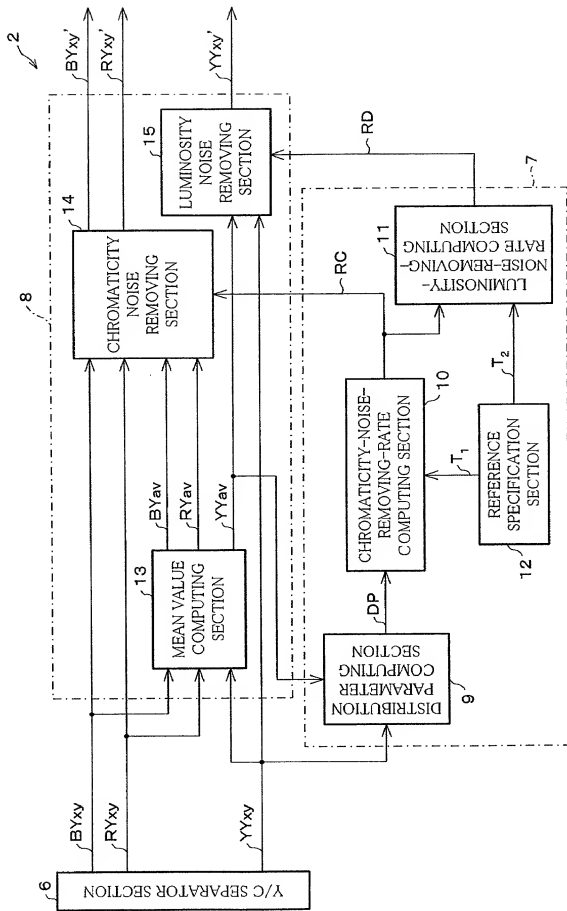 2
8
BYxy'
RYxy'
YYxy'
14
CHROMATICITY
NOISE
REMOVING
SECTION
15
LUMINOSITY
NOISE
REMOVING
SECTION
RD
RC
7
11
LUMINOSITY-
NOISE-REMOVING-
RATE COMPUTING
SECTION
BYav
RYav
YYav
13
MEAN VALUE
COMPUTING
SECTION
10
CHROMATICITY-NOISE-
REMOVING-RATE
COMPUTING SECTION
T1
T2
REFERENCE
SPECIFICATION
SECTION
12
DP
DISTRIBUTION
PARAMETER
COMPUTING
SECTION
9
BYxy
RYxy
YYxy
6
Y/C SEPARATOR SECTION